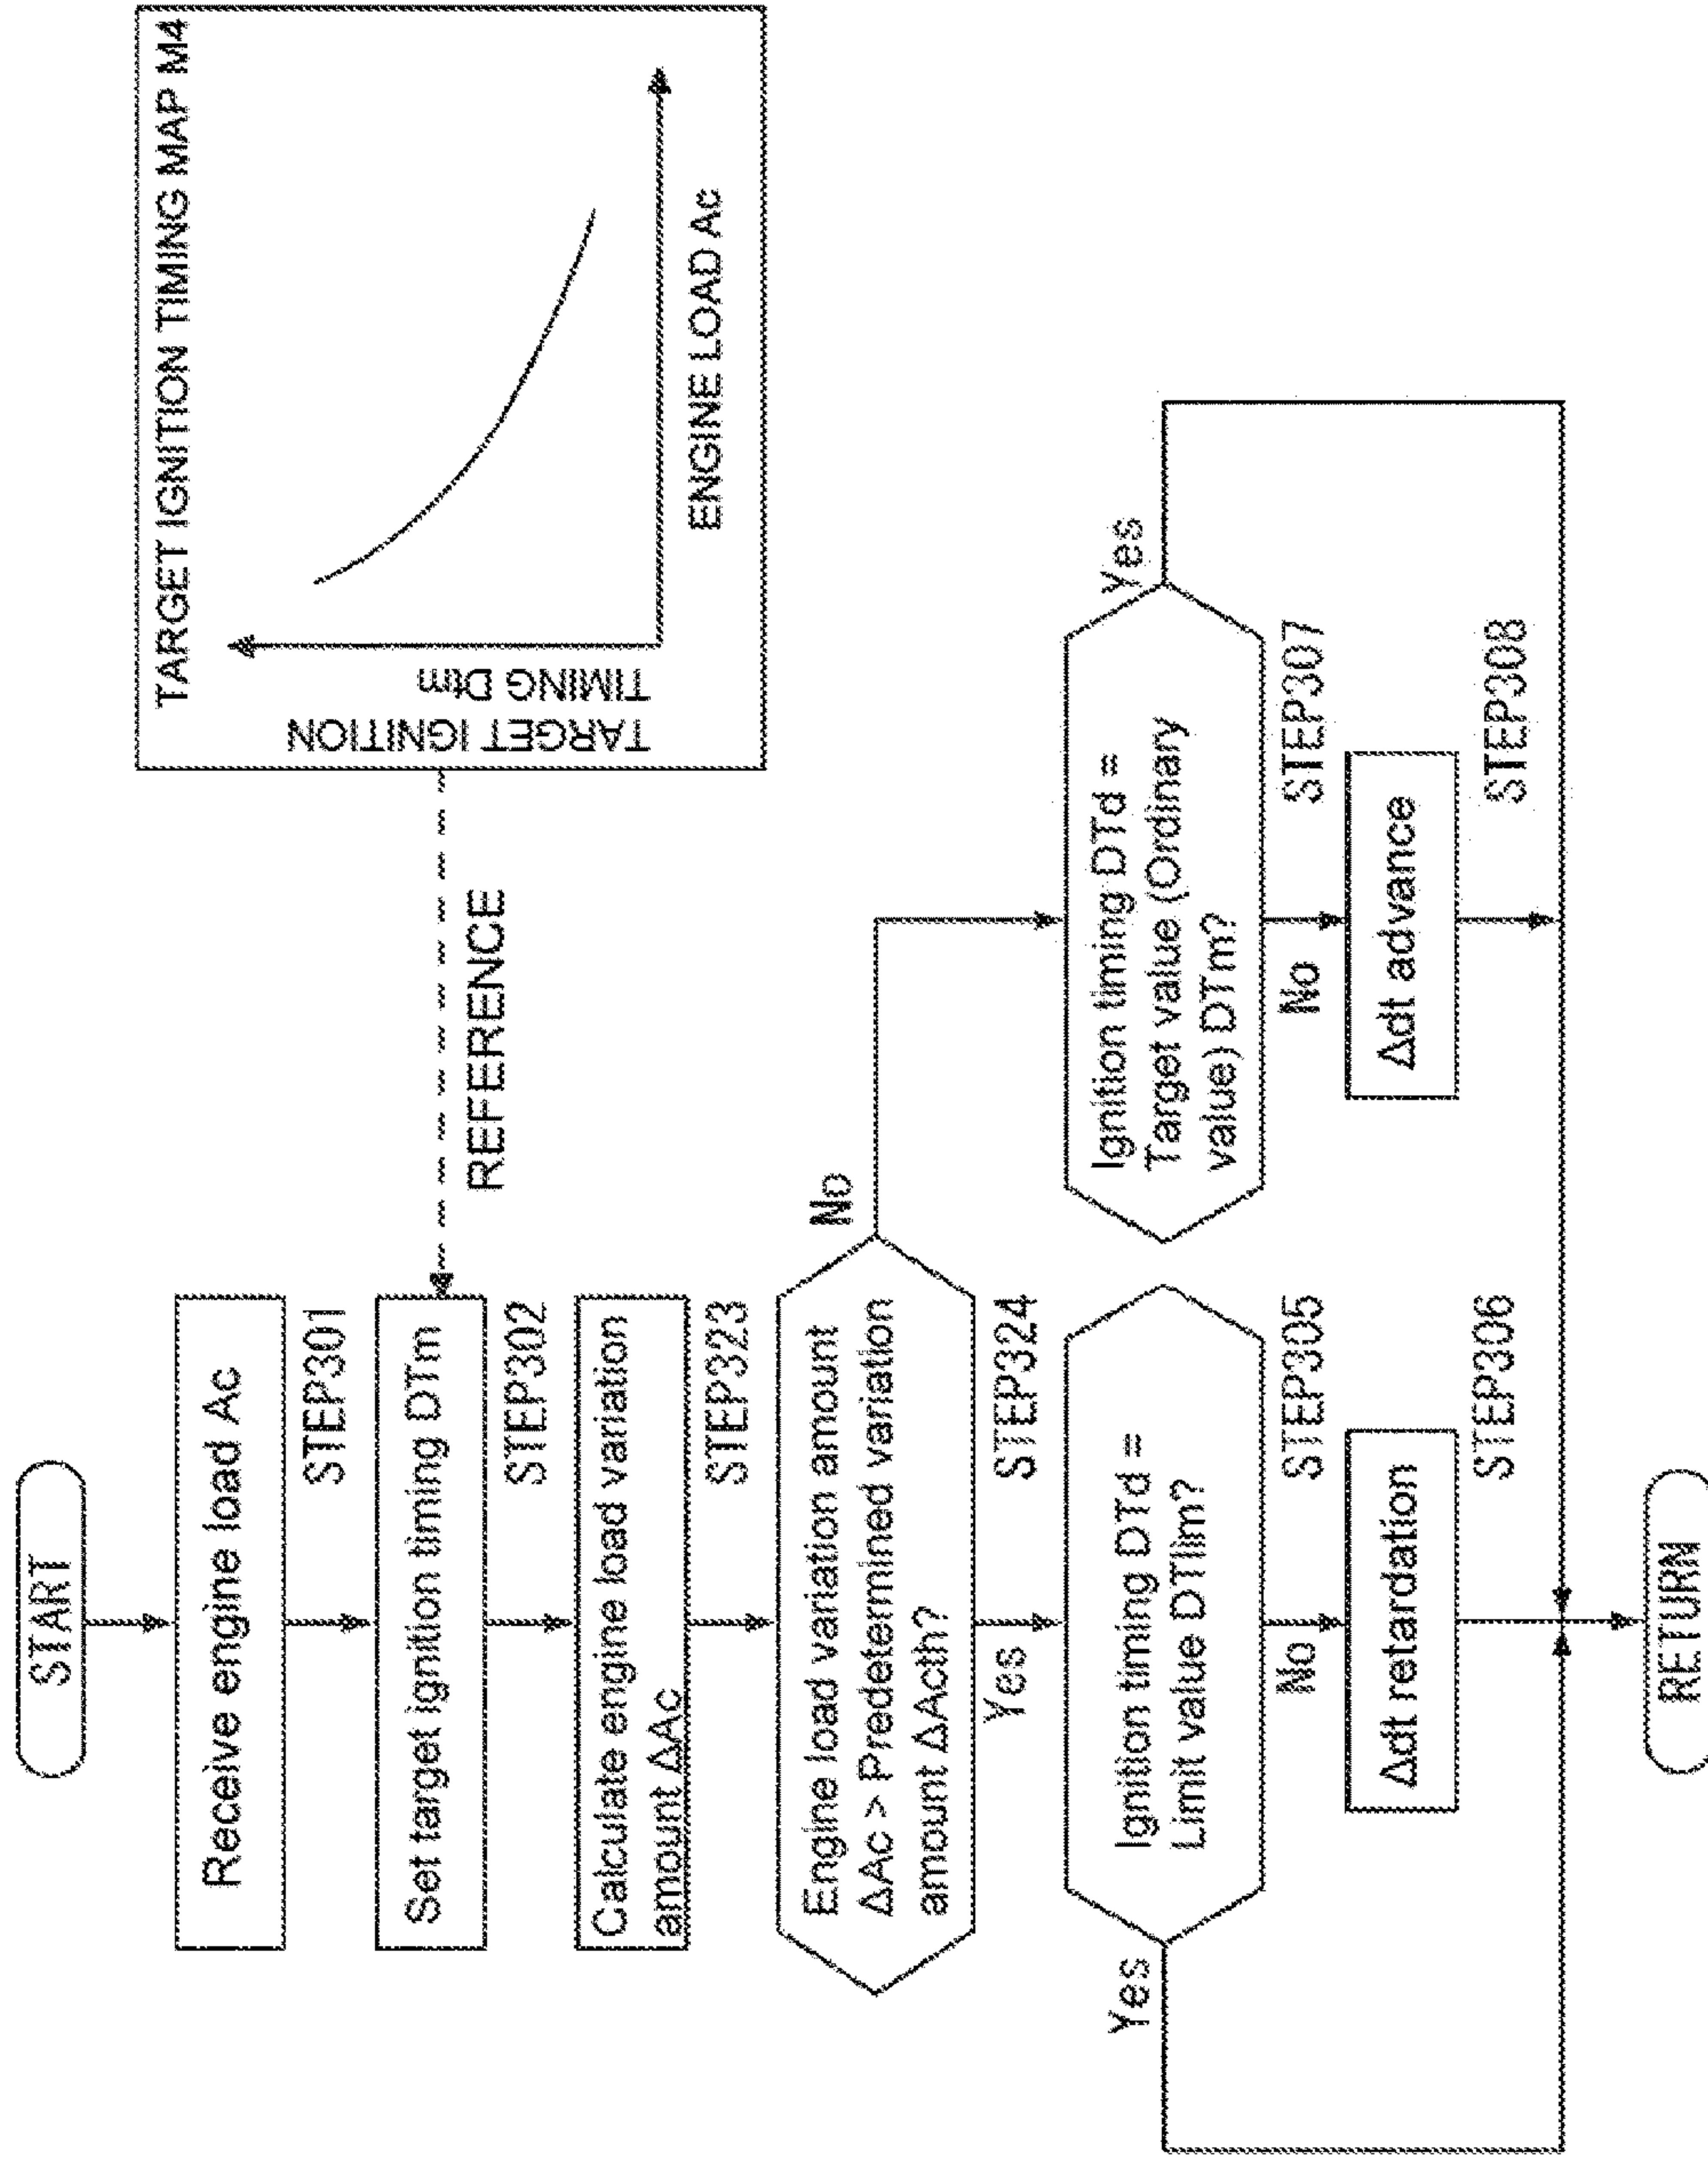 START
Receive engine load Ac
STEP301
Set target ignition timing DTm
STEP302
Calculate engine load variation
amount ΔAc
STEP323
Engine load variation amount
ΔAc > Predetermined variation
amount ΔActh?
No
Yes
STEP324
Ignition timing DTd =
Limit value DTlim?
Yes
No
STEP305
Δdt retardation
STEP306
Ignition timing DTd =
Target value (Ordinary
value) DTm?
Yes
No
STEP307
Δdt advance
STEP308
RETURN
REFERENCE
TARGET IGNITION TIMING MAP M4
TARGET IGNITION
TIMING Dtm
ENGINE LOAD Ac